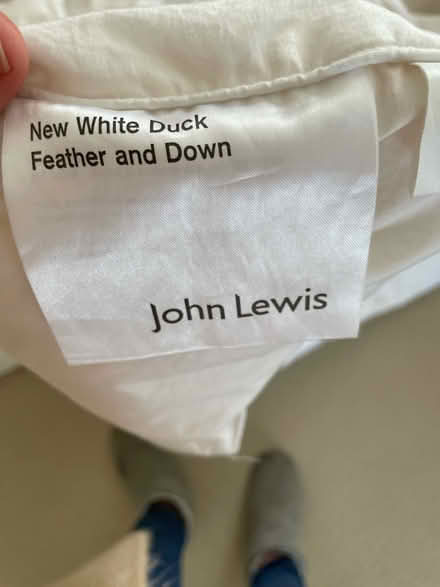 New White Duck
Feather and Down
John Lewis